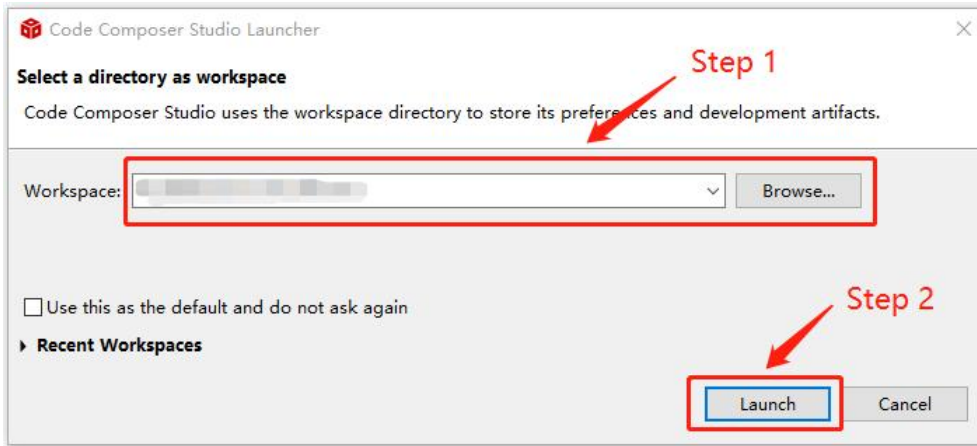 Code Composer Studio Launcher
Step 1
Select a directory as workspace
Code Composer Studio uses the workspace directory to store its preferences and development artifacts.
Workspace:
Browse...
Use this as the default and do not ask again
Step 2
Recent Workspaces
Launch
Cancel